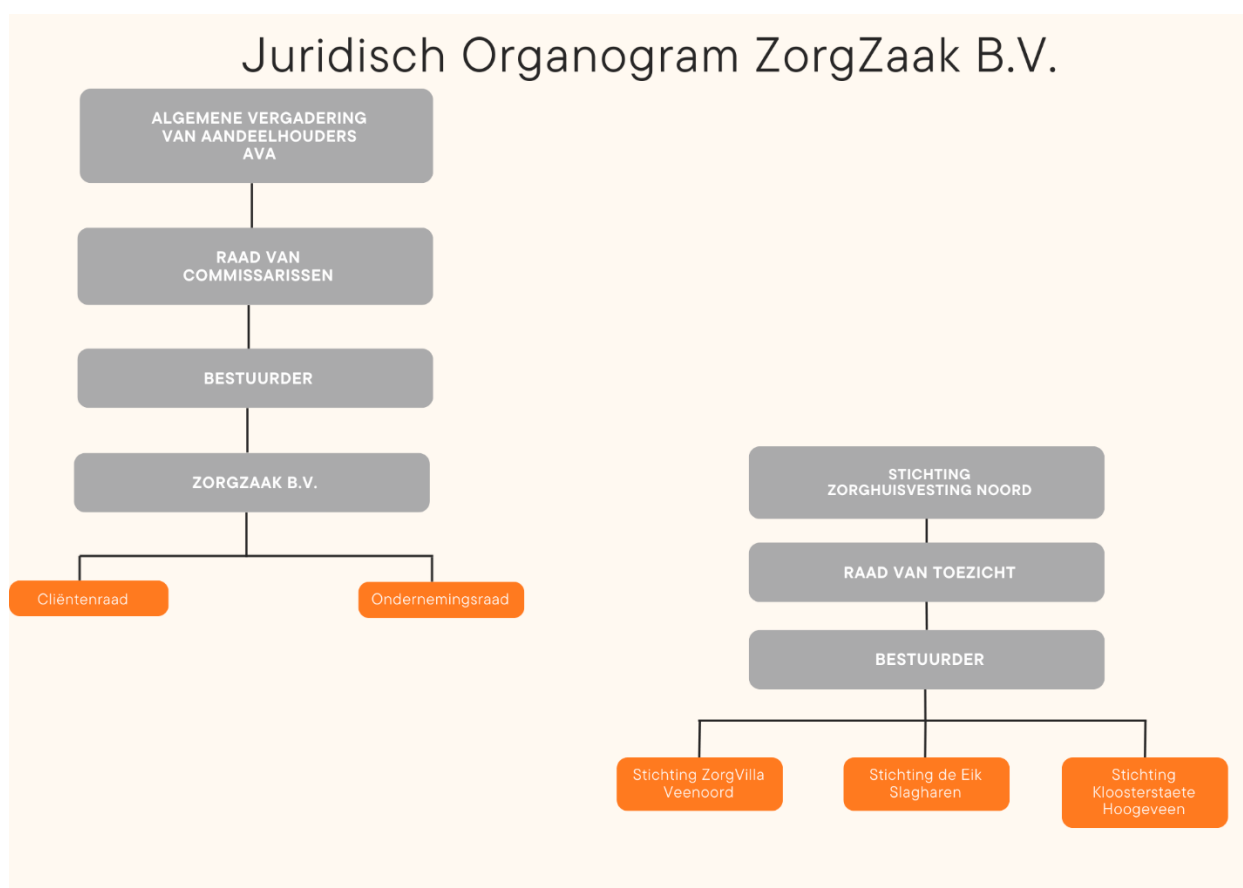 Juridisch Organogram ZorgZaak B.V.
ALGEMENE VERGADERING
VAN AANDEELHOUDERS
AVA
RAAD VAN
COMMISSARISSEN
BESTUURDER
ZORGZAAK B.V.
Cliëntenraad
Ondernemingsraad
STICHTING
ZORGHUISVESTING NOORD
RAAD VAN TOEZICHT
BESTUURDER
Stichting ZorgVilla
Veenoord
Stichting de Eik
Slagharen
Stichting
Kloosterstaete
Hoogeveen